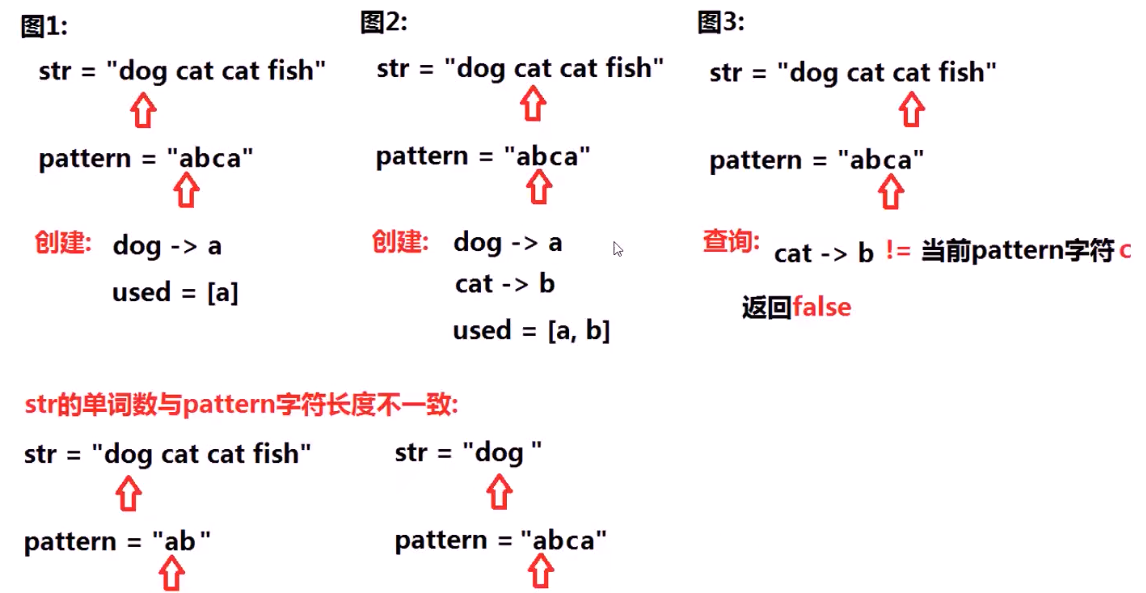 图1:
str = "dog cat cat fish"
pattern = "abca"
创建: dog -> a
used = [a]
图2:
str = "dog cat cat fish"
pattern = "abca"
创建: dog -> a
cat -> b
used = [a, b]
图3:
str = "dog cat cat fish"
pattern = "abca"
查询: cat -> b != 当前pattern字符c
返回false
str的单词数与pattern字符长度不一致:
str = "dog cat cat fish"
pattern = "ab"
str = "dog "
pattern = "abca"